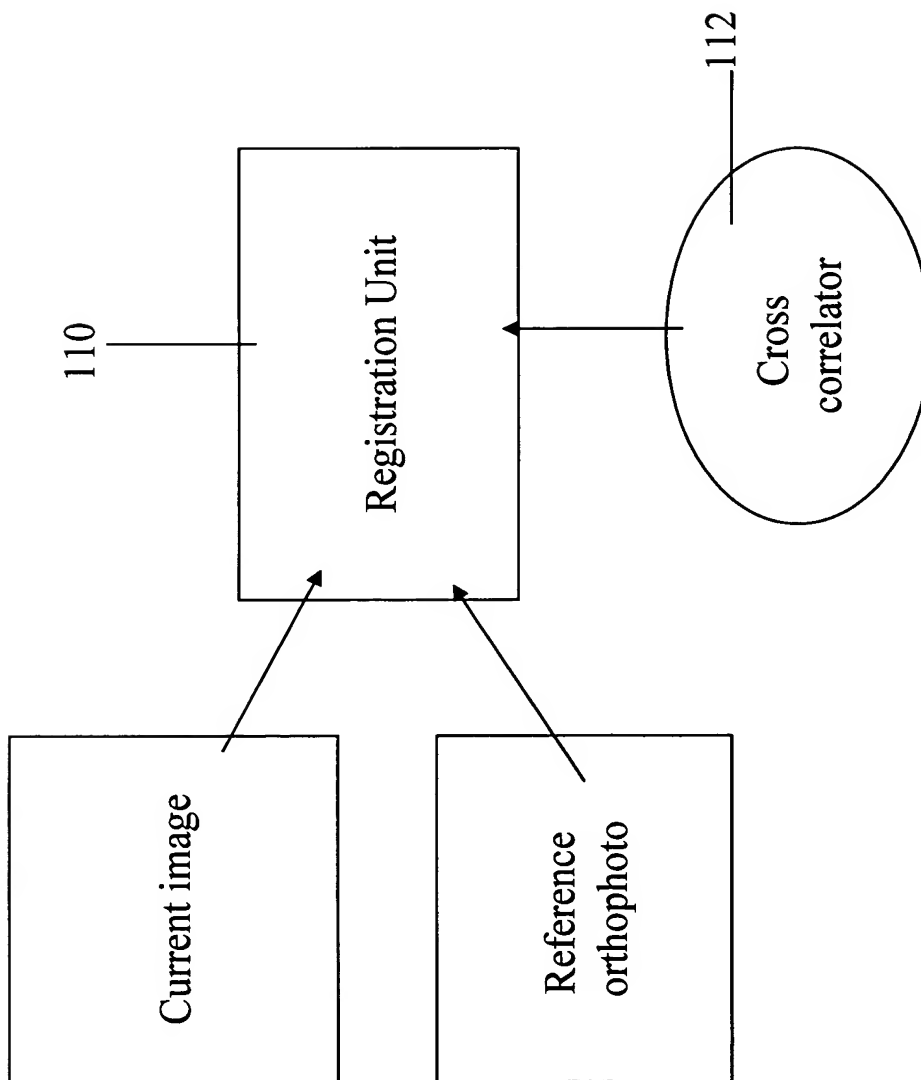 110
Current image
Registration Unit
Reference
orthophoto
112
Cross
correlator